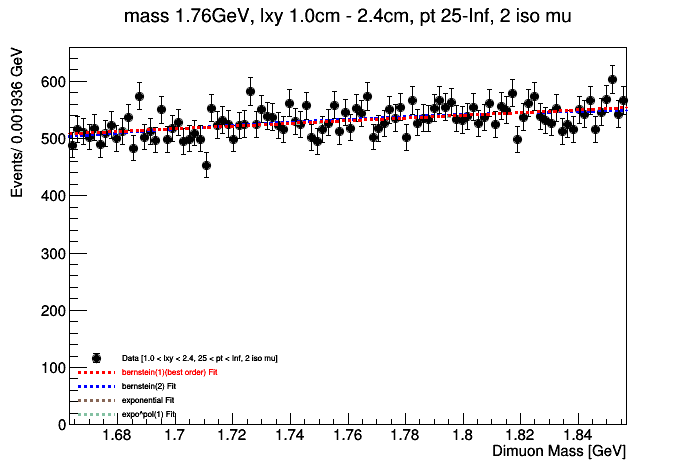 mass 1.76GeV, lxy 1.0cm - 2.4cm, pt 25-Inf, 2 iso mu
Events/ 0.001936 GeV
600
500
400
300
200
100
0
Data [1.0 < lxy < 2.4, 25 < pt < Inf, 2 iso mu]
bernstein(1)(best order) Fit
bernstein(2) Fit
exponential Fit
expo*pol(1) Fit
1.68 1.7 1.72 1.74 1.76 1.78 1.8 1.82 1.84
Dimuon Mass [GeV]